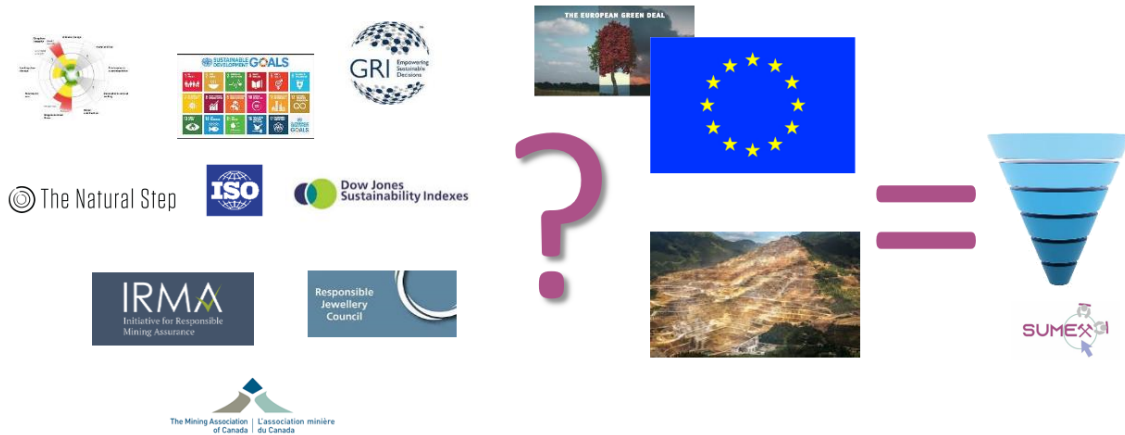 SUSTAINABLE
DEVELOPMENT GOALS
GRI
Empowering
Sustainable
Decisions
THE EUROPEAN GREEN DEAL
?
The Natural Step
ISO
Dow Jones
Sustainability Indexes
=
IRMA
Initiative for Responsible
Mining Assurance
Responsible
Jewellery
Council
SUMEX
The Mining Association
of Canada
L'association minière
du Canada